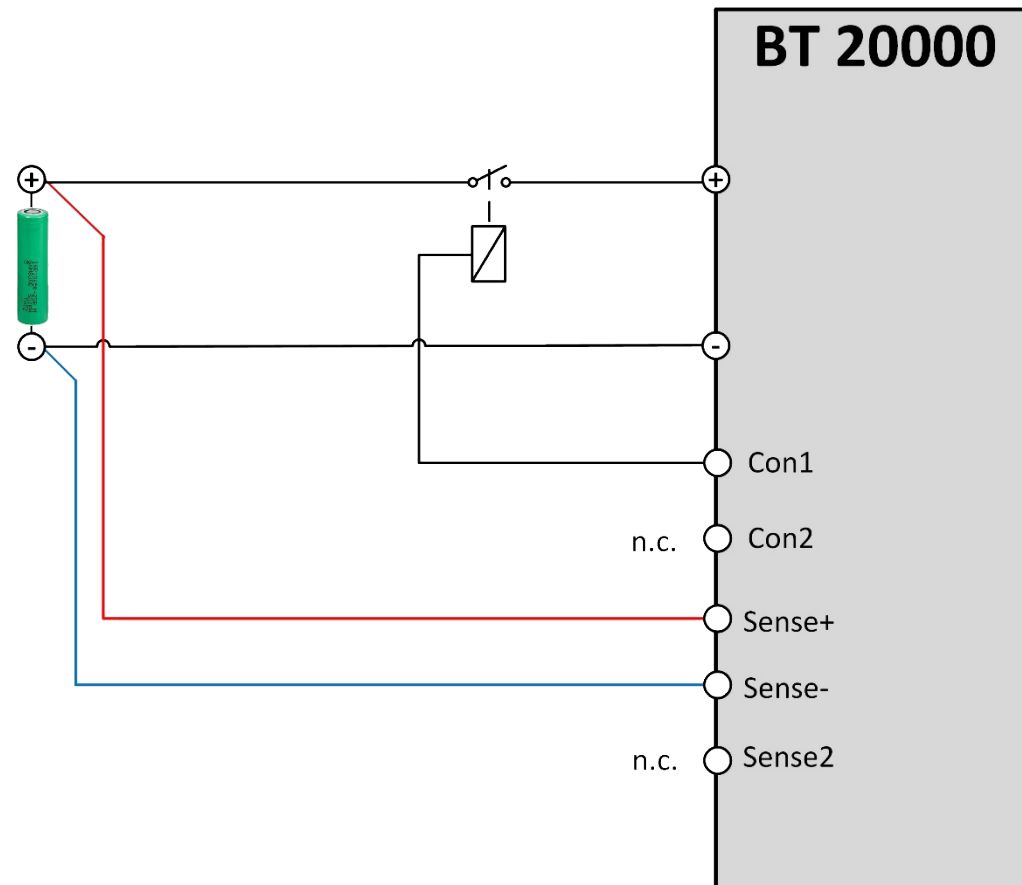 BT 20000
+
+
-
-
Con1
n.c.
Con2
Sense+
Sense-
n.c.
Sense2